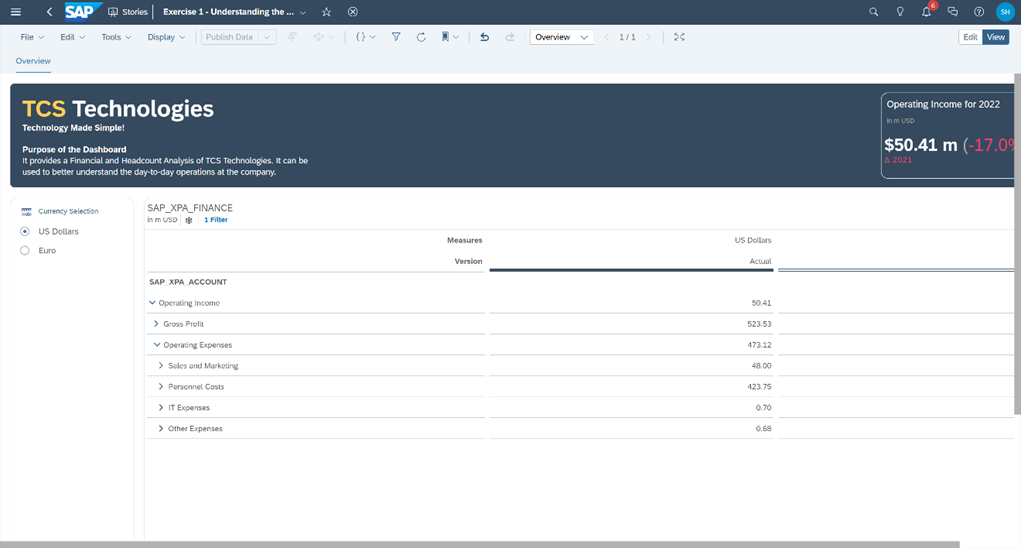 SAP Stories Exercise 1 - Understanding the ... 6 SH
File Edit Tools Display Publish Data { } Overview 1 / 1 Edit View
Overview
TCS Technologies
Technology Made Simple!
Purpose of the Dashboard
It provides a Financial and Headcount Analysis of TCS Technologies. It can be
used to better understand the day-to-day operations at the company.
Operating Income for 2022
in m USD
$50.41 m (-17.0%
Δ 2021
Currency Selection
US Dollars
Euro
SAP_XPA_FINANCE
in m USD 1 Filter
Measures US Dollars
Version Actual
SAP_XPA_ACCOUNT
Operating Income 50.41
Gross Profit 523.53
Operating Expenses 473.12
Sales and Marketing 48.00
Personnel Costs 423.75
IT Expenses 0.70
Other Expenses 0.68